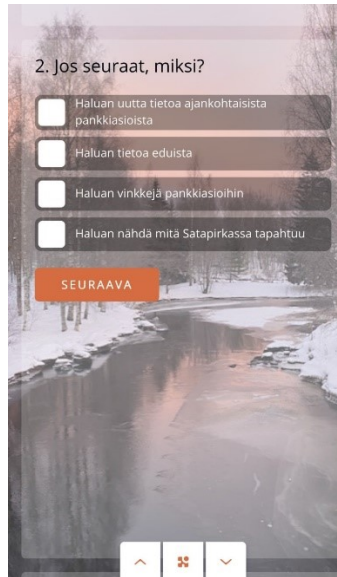 2. Jos seuraat, miksi?
Haluan uutta tietoa ajankohtaisista
pankkiasioista
Haluan tietoa eduista
Haluan vinkkejä pankkiasioihin
Haluan nähdä mitä Satapirkassa tapahtuu
SEURAAVA